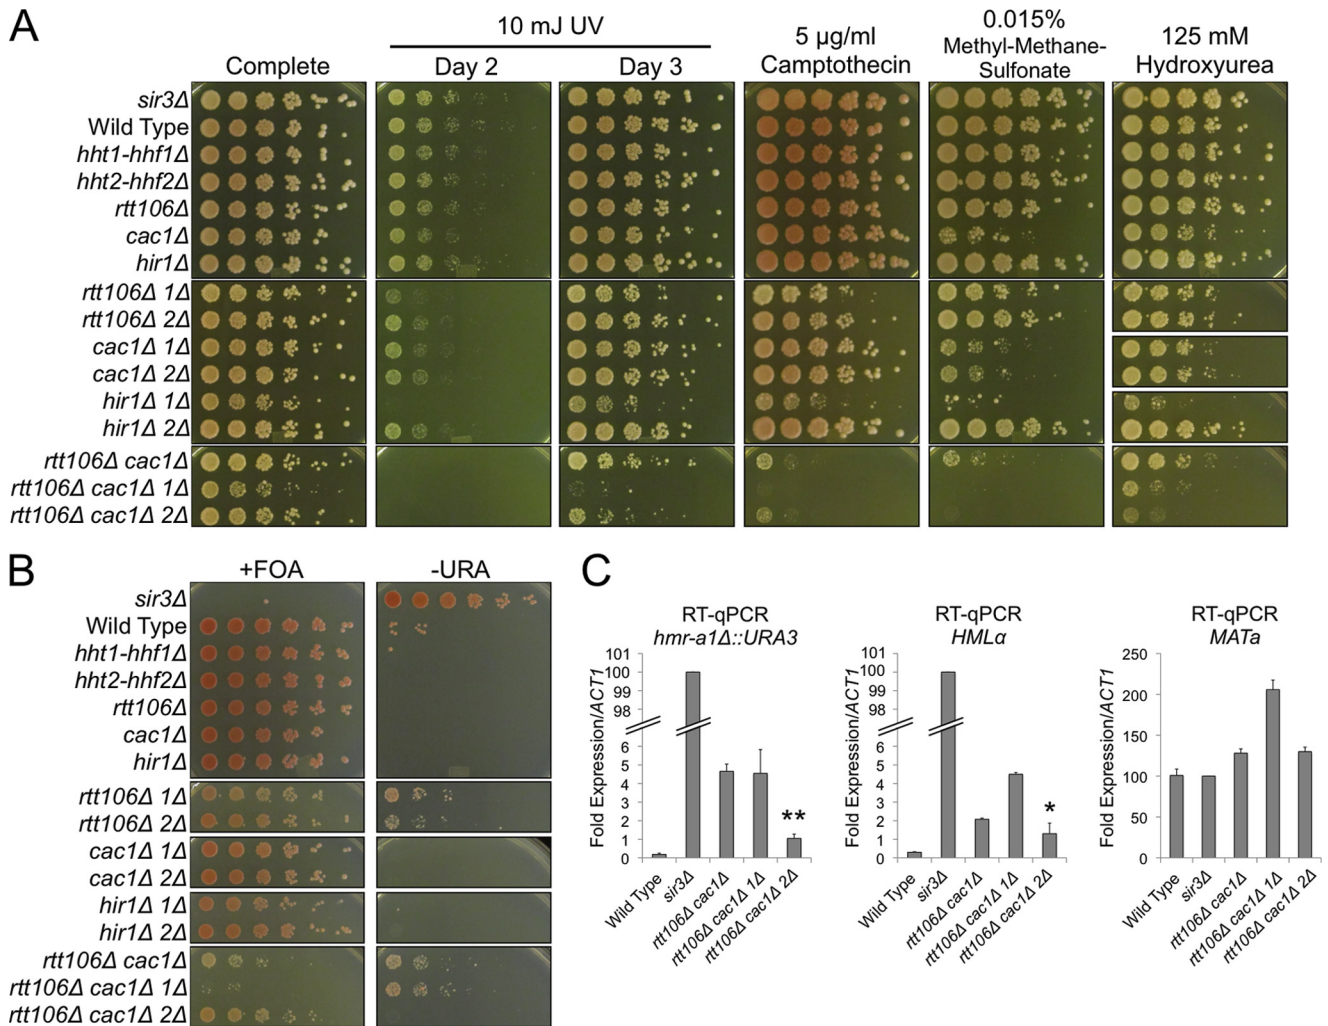 A
10 mJ UV
Complete
Day 2
Day 3
5 µg/ml
Camptothecin
0.015%
Methyl-Methane-
Sulfonate
125 mM
Hydroxyurea
sir3Δ
Wild Type
hht1-hhf1Δ
hht2-hhf2Δ
rtt106Δ
cac1Δ
hir1Δ
rtt106Δ 1Δ
rtt106Δ 2Δ
cac1Δ 1Δ
cac1Δ 2Δ
hir1Δ 1Δ
hir1Δ 2Δ
rtt106Δ cac1Δ
rtt106Δ cac1Δ 1Δ
rtt106Δ cac1Δ 2Δ
B
+FOA
-URA
sir3Δ
Wild Type
hht1-hhf1Δ
hht2-hhf2Δ
rtt106Δ
cac1Δ
hir1Δ
rtt106Δ 1Δ
rtt106Δ 2Δ
cac1Δ 1Δ
cac1Δ 2Δ
hir1Δ 1Δ
hir1Δ 2Δ
rtt106Δ cac1Δ
rtt106Δ cac1Δ 1Δ
rtt106Δ cac1Δ 2Δ
C
RT-qPCR
hmr-a1Δ::URA3
Fold Expression/ACT1
101
100
99
98
6
5
4
3
2
1
0
**
Wild Type
sir3Δ
rtt106Δ cac1Δ
rtt106Δ cac1Δ 1Δ
rtt106Δ cac1Δ 2Δ
RT-qPCR
HMLα
Fold Expression/ACT1
101
100
99
98
6
5
4
3
2
1
0
*
Wild Type
sir3Δ
rtt106Δ cac1Δ
rtt106Δ cac1Δ 1Δ
rtt106Δ cac1Δ 2Δ
RT-qPCR
MATa
Fold Expression/ACT1
250
200
150
100
50
0
Wild Type
sir3Δ
rtt106Δ cac1Δ
rtt106Δ cac1Δ 1Δ
rtt106Δ cac1Δ 2Δ